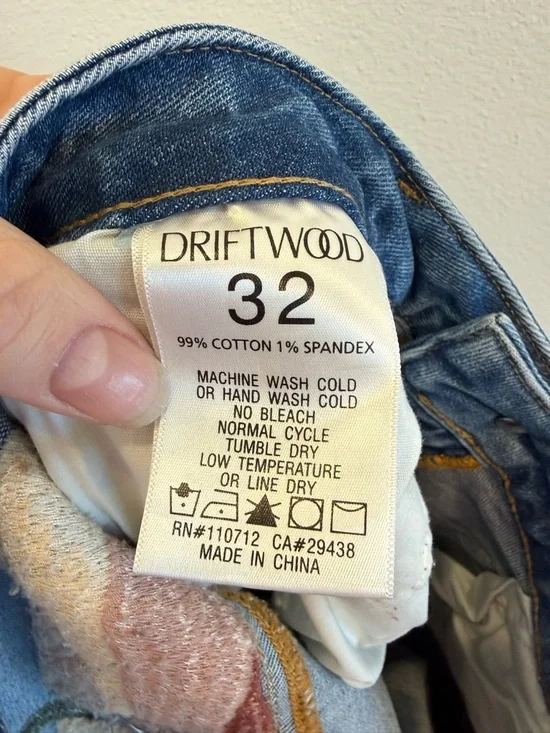 DRIFTWOOD
32
99% COTTON 1% SPANDEX
MACHINE WASH COLD
OR HAND WASH COLD
NO BLEACH
NORMAL CYCLE
TUMBLE DRY
LOW TEMPERATURE
OR LINE DRY
RN#110712 CA#29438
MADE IN CHINA